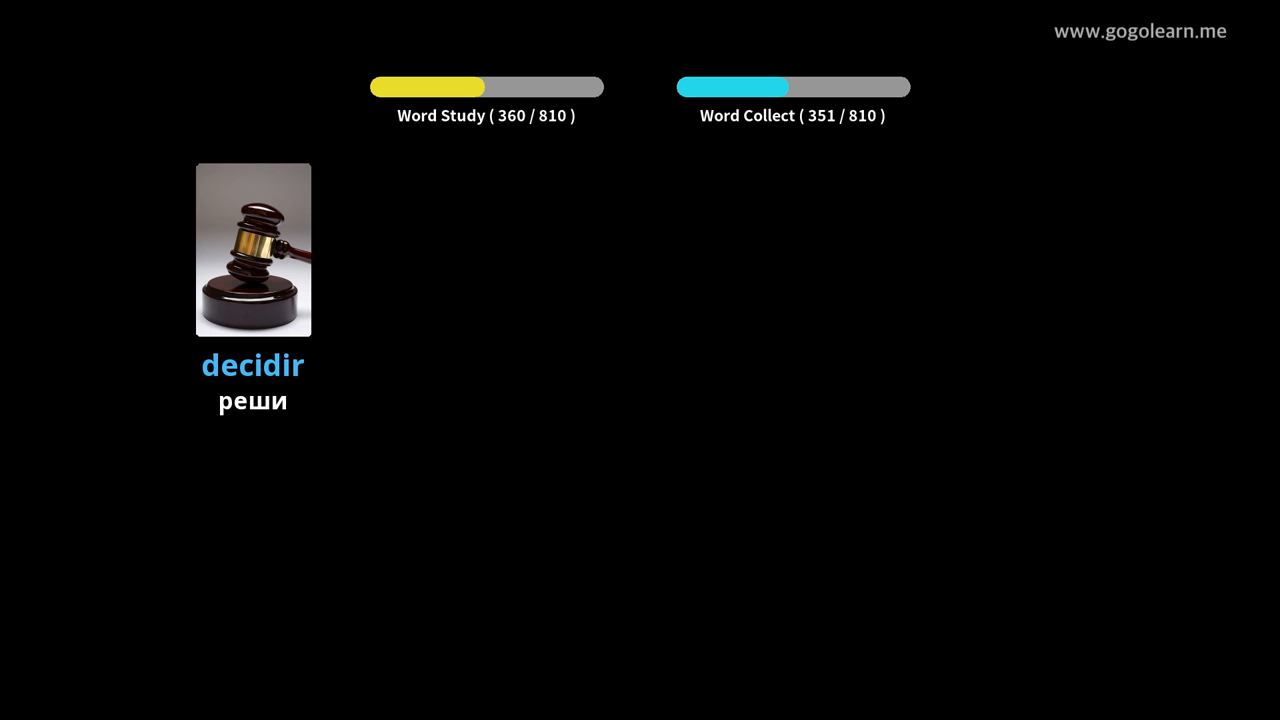 www.gogolearn.me
Word Study ( 360 / 810 )
Word Collect ( 351 / 810 )
decidir
реши